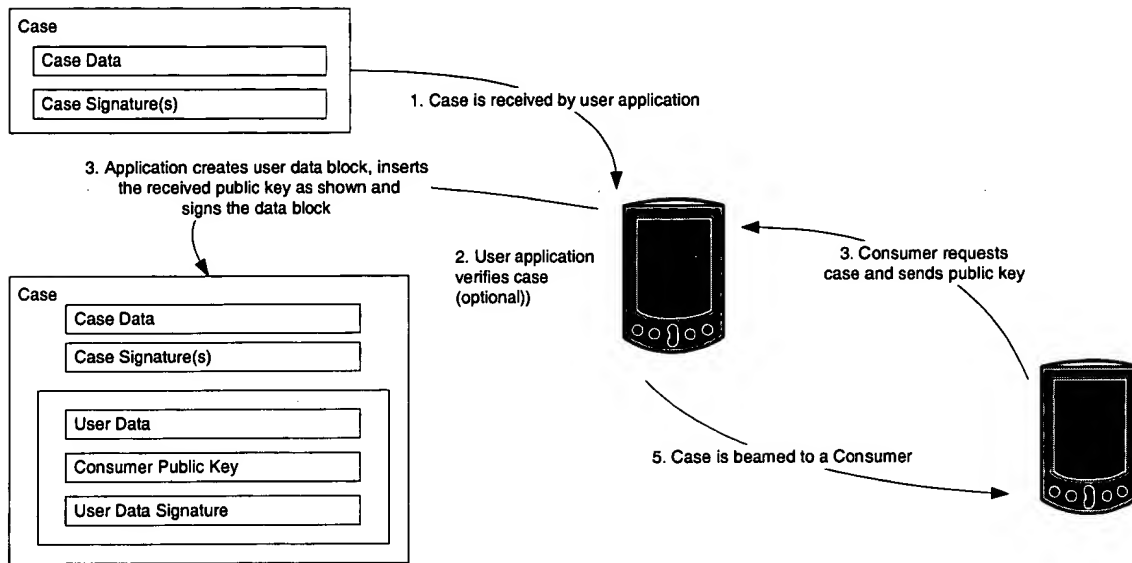 Case
Case Data
Case Signature(s)
1. Case is received by user application
3. Application creates user data block, inserts
the received public key as shown and
signs the data block
2. User application
verifies case
(optional))
3. Consumer requests
case and sends public key
Case
Case Data
Case Signature(s)
User Data
Consumer Public Key
User Data Signature
5. Case is beamed to a Consumer